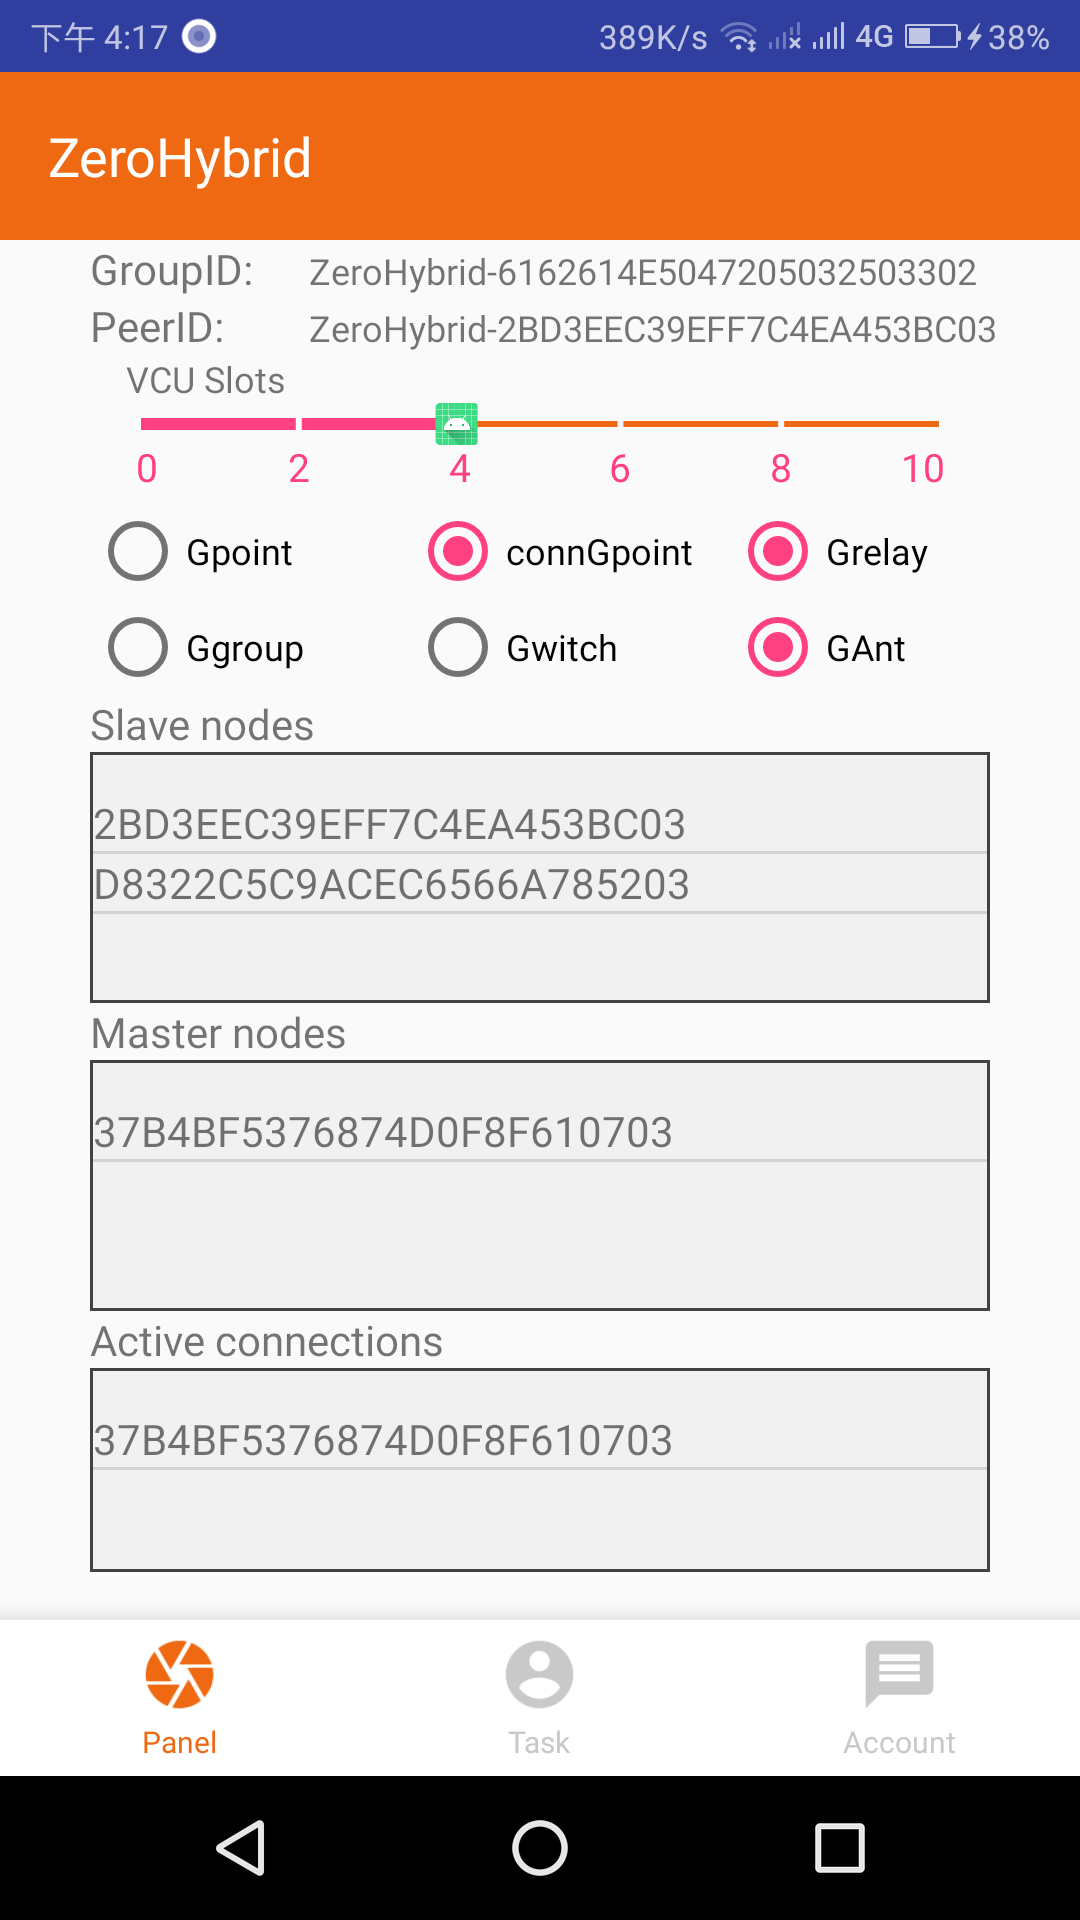 下午 4:17 389K/s 4G 38%
ZeroHybrid
GroupID: ZeroHybrid-6162614E5047205032503302
PeerID: ZeroHybrid-2BD3EEC39EFF7C4EA453BC03
VCU Slots
0 2 4 6 8 10
Gpoint connGpoint Grelay
Ggroup Gwitch GAnt
Slave nodes
2BD3EEC39EFF7C4EA453BC03
D8322C5C9ACEC6566A785203
Master nodes
37B4BF5376874D0F8F610703
Active connections
37B4BF5376874D0F8F610703
Panel Task Account